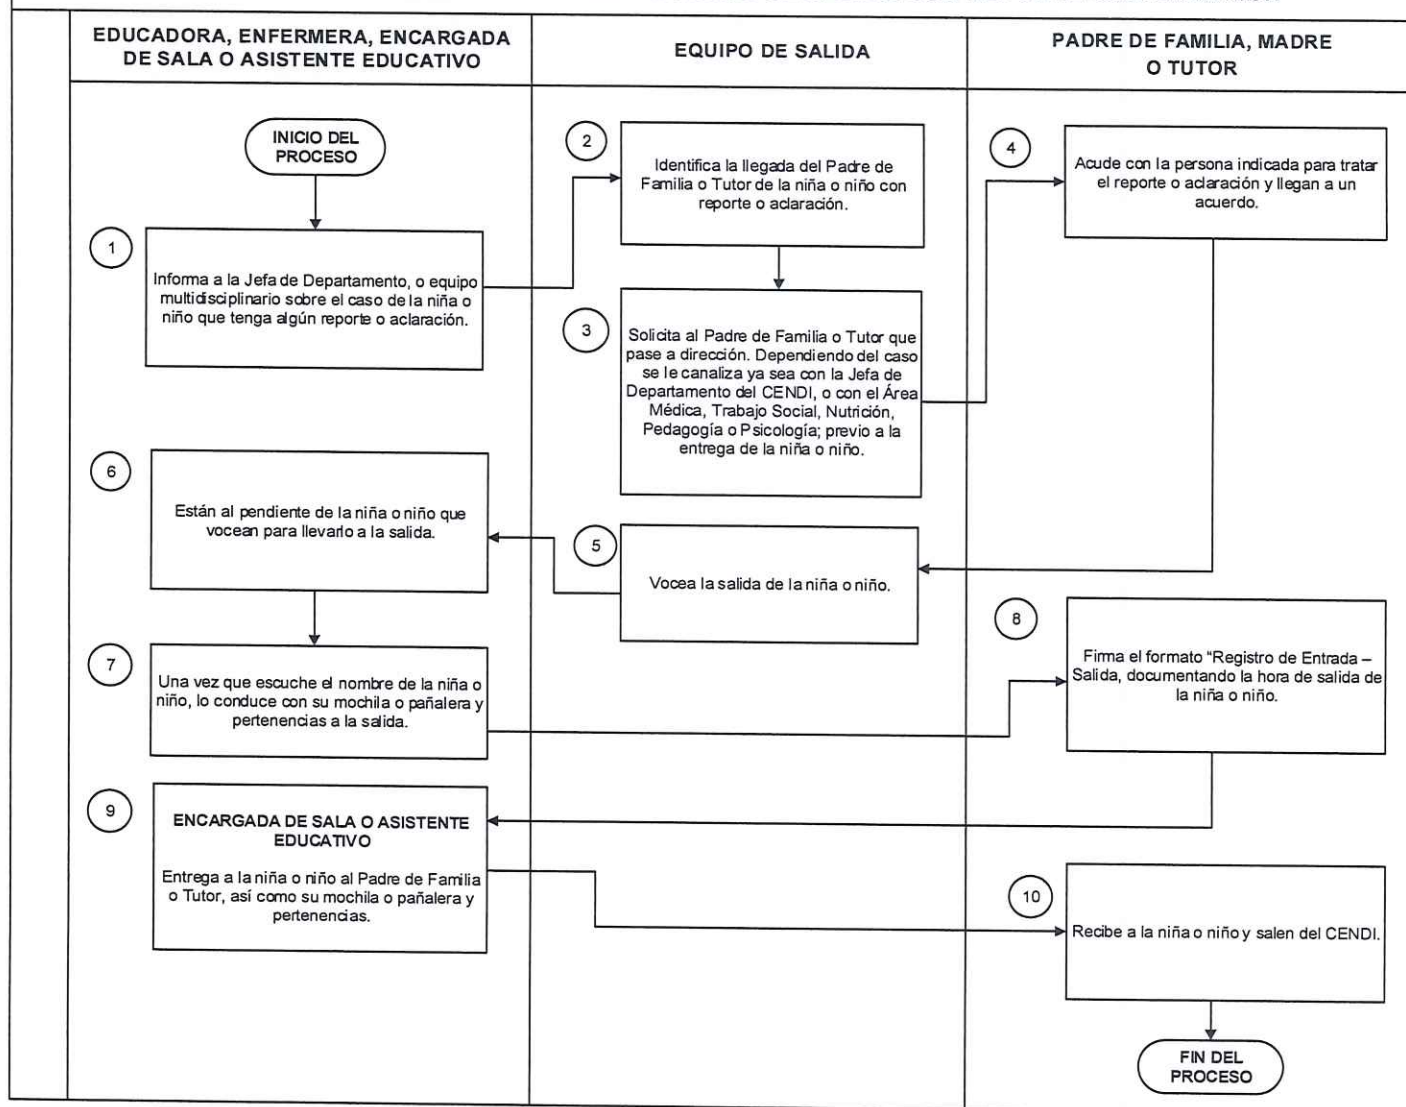 EDUCADORA, ENFERMERA, ENCARGADA
DE SALA O ASISTENTE EDUCATIVO
EQUIPO DE SALIDA
PADRE DE FAMILIA, MADRE
O TUTOR
INICIO DEL
PROCESO
1
Informa a la Jefa de Departamento, o equipo
multidisciplinario sobre el caso de la niña o
niño que tenga algún reporte o aclaración.
2
Identifica la llegada del Padre de
Familia o Tutor de la niña o niño con
reporte o aclaración.
3
Solicita al Padre de Familia o Tutor que
pase a dirección. Dependiendo del caso
se le canaliza ya sea con la Jefa de
Departamento del CENDI, o con el Área
Médica, Trabajo Social, Nutrición,
Pedagogía o Psicología; previo a la
entrega de la niña o niño.
4
Acude con la persona indicada para tratar
el reporte o aclaración y llegan a un
acuerdo.
5
Vocea la salida de la niña o niño.
6
Están al pendiente de la niña o niño que
vocean para llevarlo a la salida.
7
Una vez que escuche el nombre de la niña o
niño, lo conduce con su mochila o pañalera y
pertenencias a la salida.
8
Firma el formato “Registro de Entrada –
Salida, documentando la hora de salida de
la niña o niño.
9
ENCARGADA DE SALA O ASISTENTE
EDUCATIVO
Entrega a la niña o niño al Padre de Familia
o Tutor, así como su mochila o pañalera y
pertenencias.
10
Recibe a la niña o niño y salen del CENDI.
FIN DEL
PROCESO